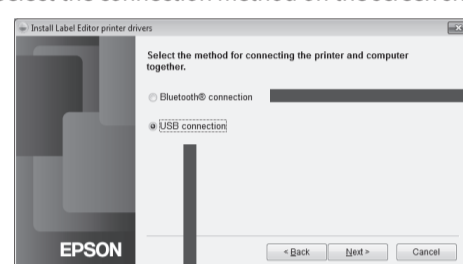 Install Label Editor printer drivers
Select the method for connecting the printer and computer
together.
Bluetooth® connection
USB connection
EPSON
< Back Next > Cancel